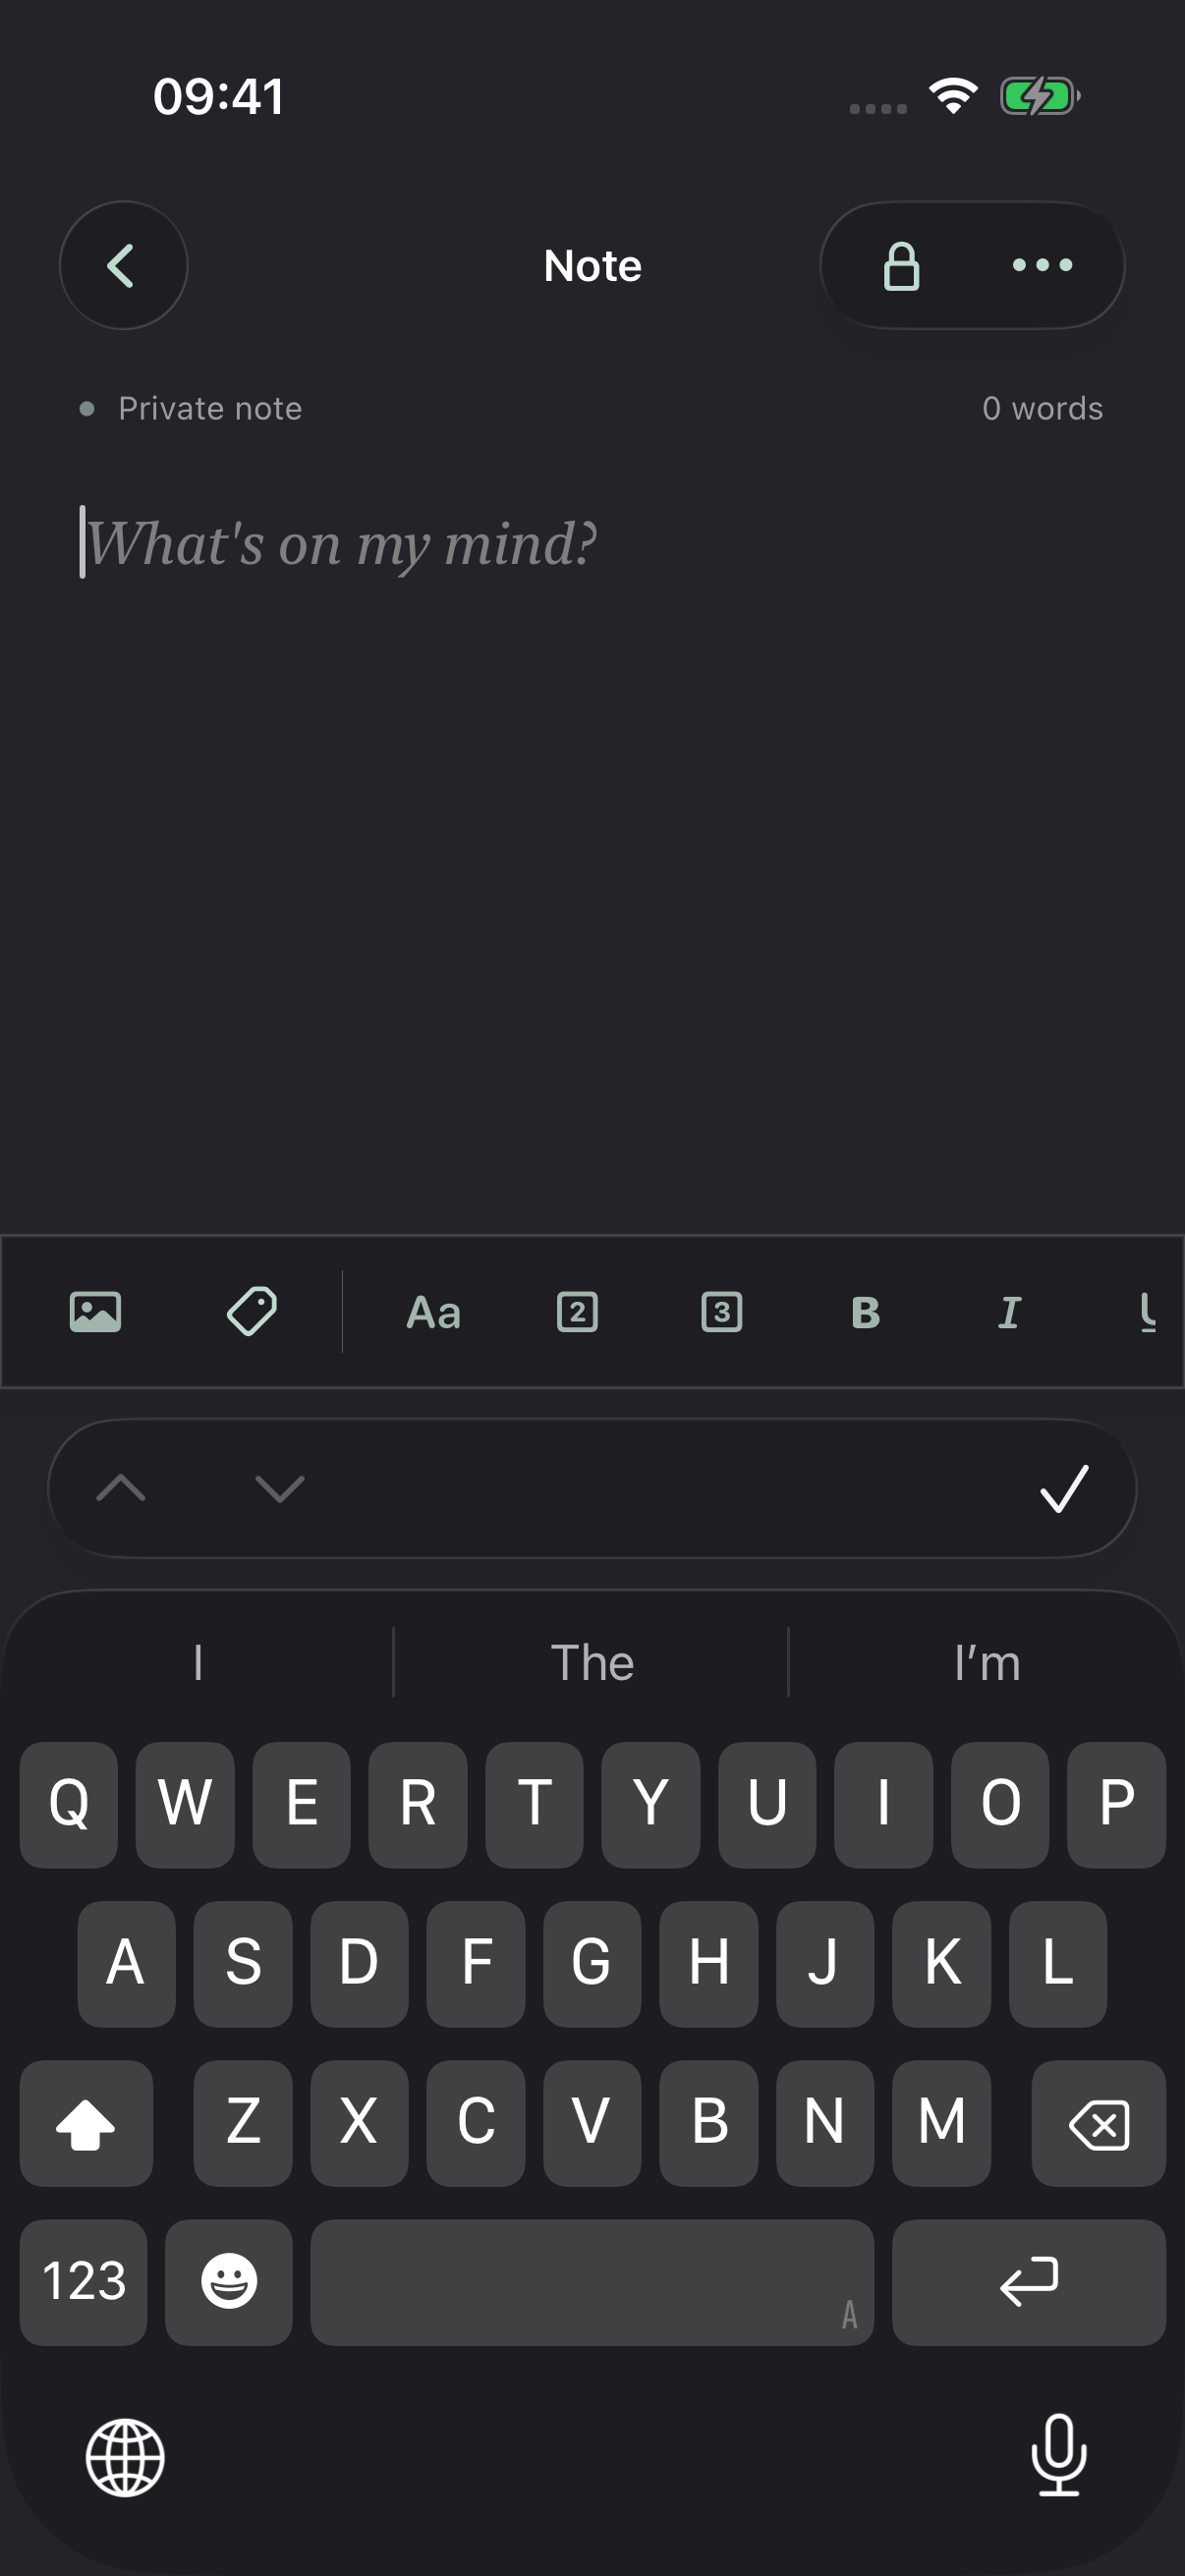 09:41
Note
Private note
0 words
What's on my mind?
Aa 2 3 B I U
I The I’m
Q W E R T Y U I O P
A S D F G H J K L
Z X C V B N M
123
A